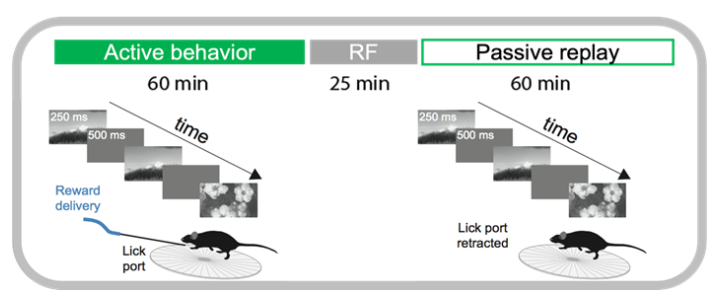 Active behavior
RF
Passive replay
60 min
25 min
60 min
250 ms
500 ms
time
Reward
delivery
Lick
port
250 ms
500 ms
time
Lick port
retracted